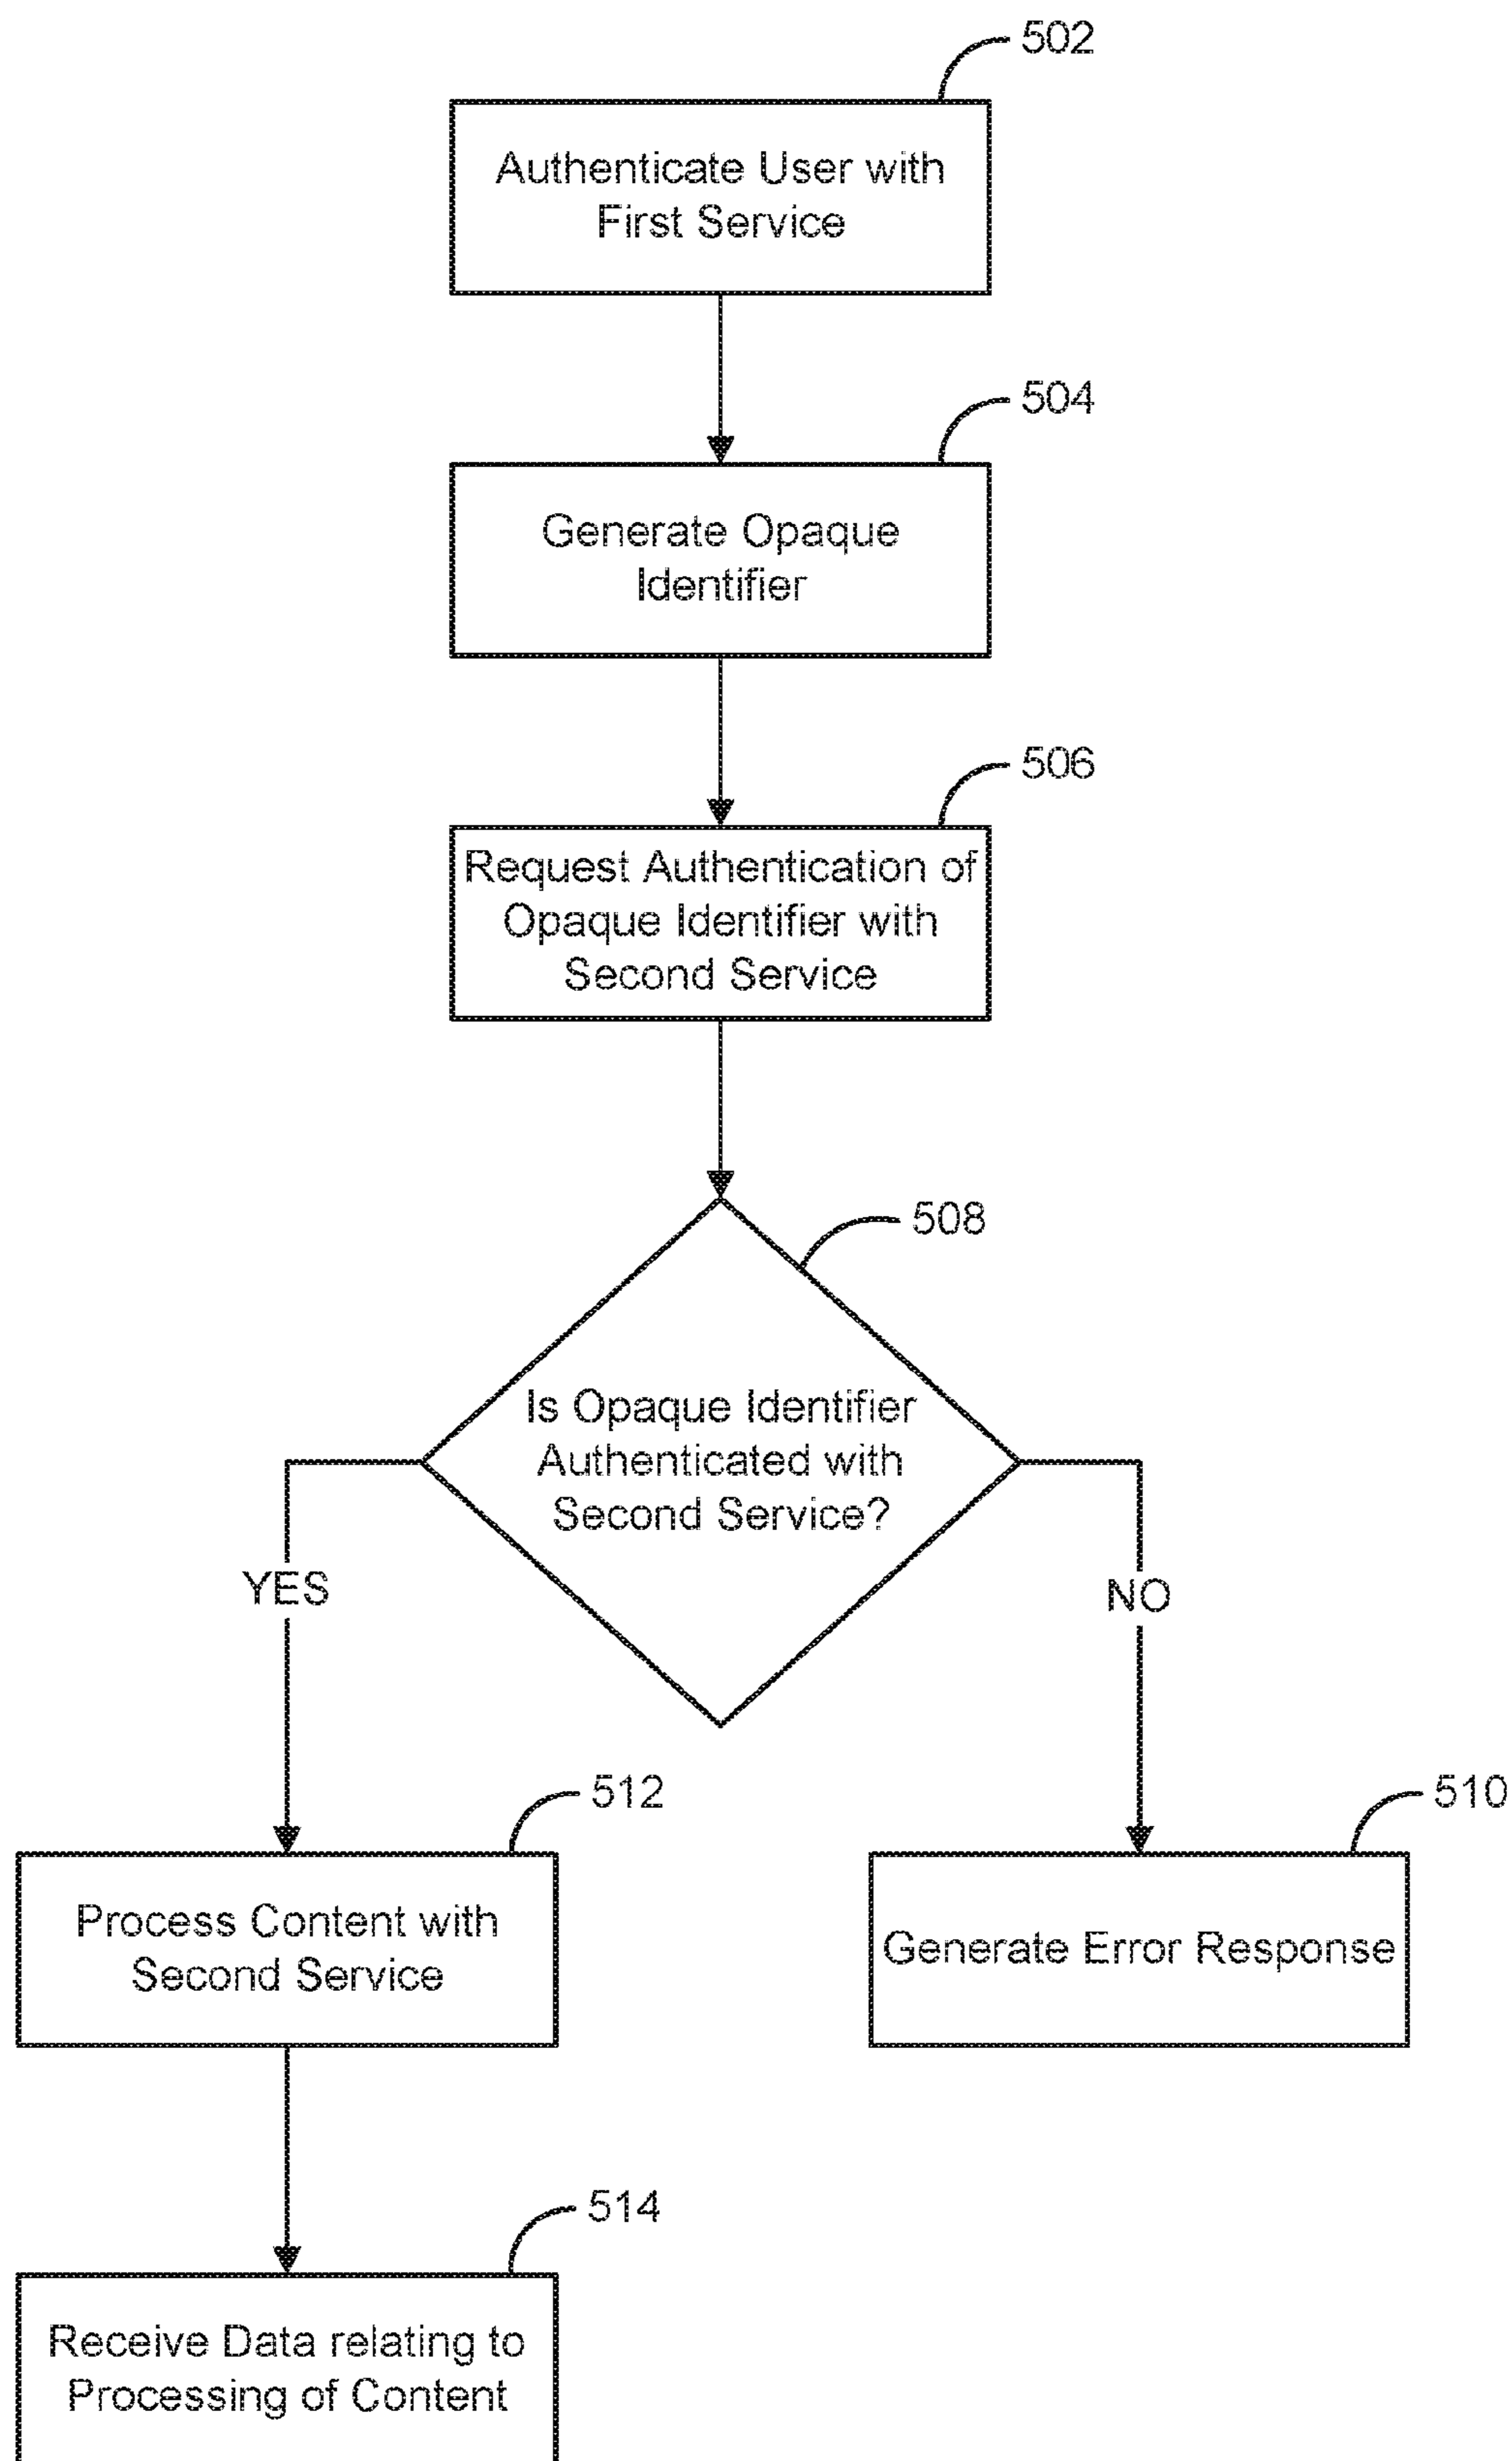 502
Authenticate User with
First Service
504
Generate Opaque
Identifier
506
Request Authentication of
Opaque Identifier with
Second Service
508
Is Opaque Identifier
Authenticated with
Second Service?
YES
NO
512
510
Process Content with
Second Service
Generate Error Response
514
Receive Data relating to
Processing of Content